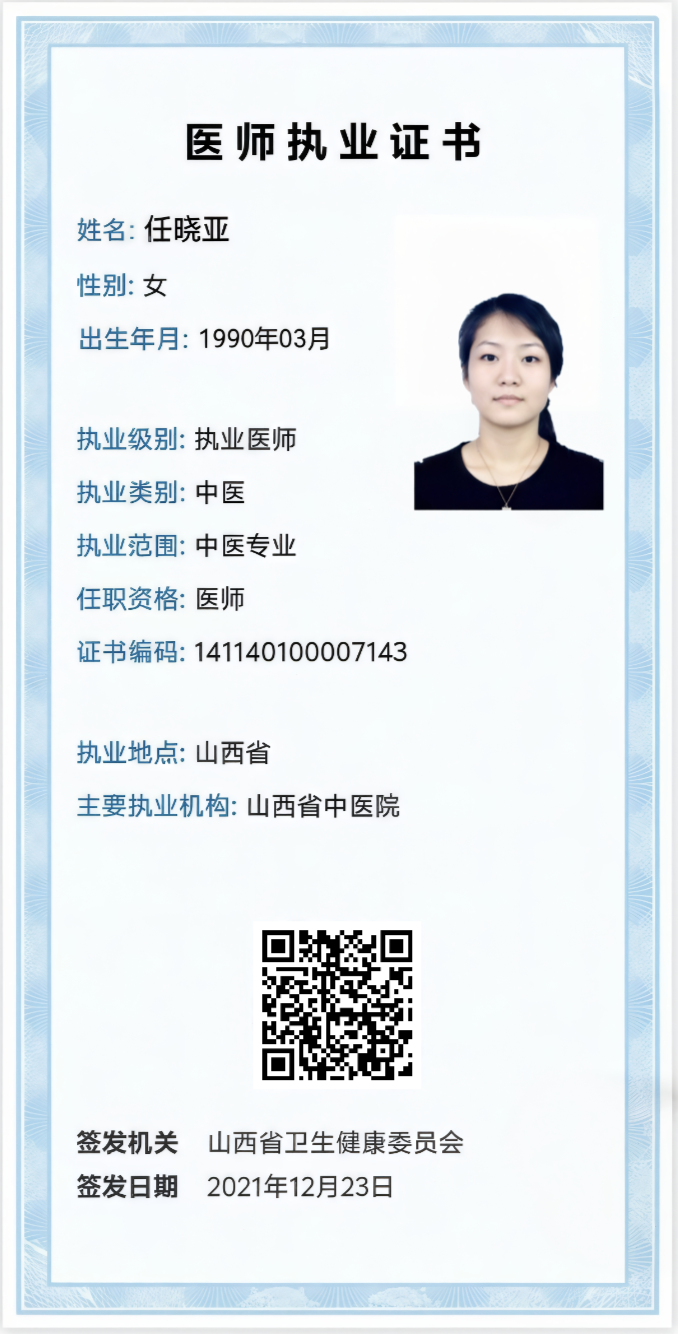 医师执业证书
姓名: 任晓亚
性别: 女
出生年月: 1990年03月
执业级别: 执业医师
执业类别: 中医
执业范围: 中医专业
任职资格: 医师
证书编码: 141140100007143
执业地点: 山西省
主要执业机构: 山西省中医院
签发机关 山西省卫生健康委员会
签发日期 2021年12月23日